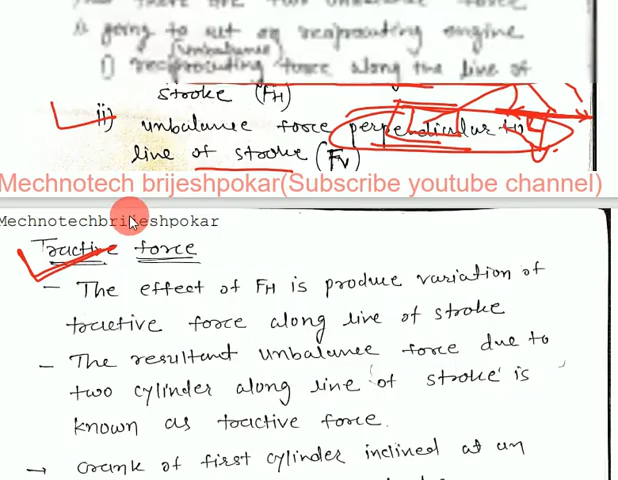 going to act on reciprocating engine
(unbalance)
i) reciprocating force along the line of
stroke (FH)
ii) unbalance force perpendicular to
line of stroke (Fv)
Mechnotech brijeshpokar(Subscribe youtube channel)
Mechnotechbrijeshpokar
Tractive force
- The effect of FH is produce variation of
tractive force along line of stroke
- The resultant unbalance force due to
two cylinder along line of stroke is
known as tractive force.
→ Crank of first cylinder inclined at an